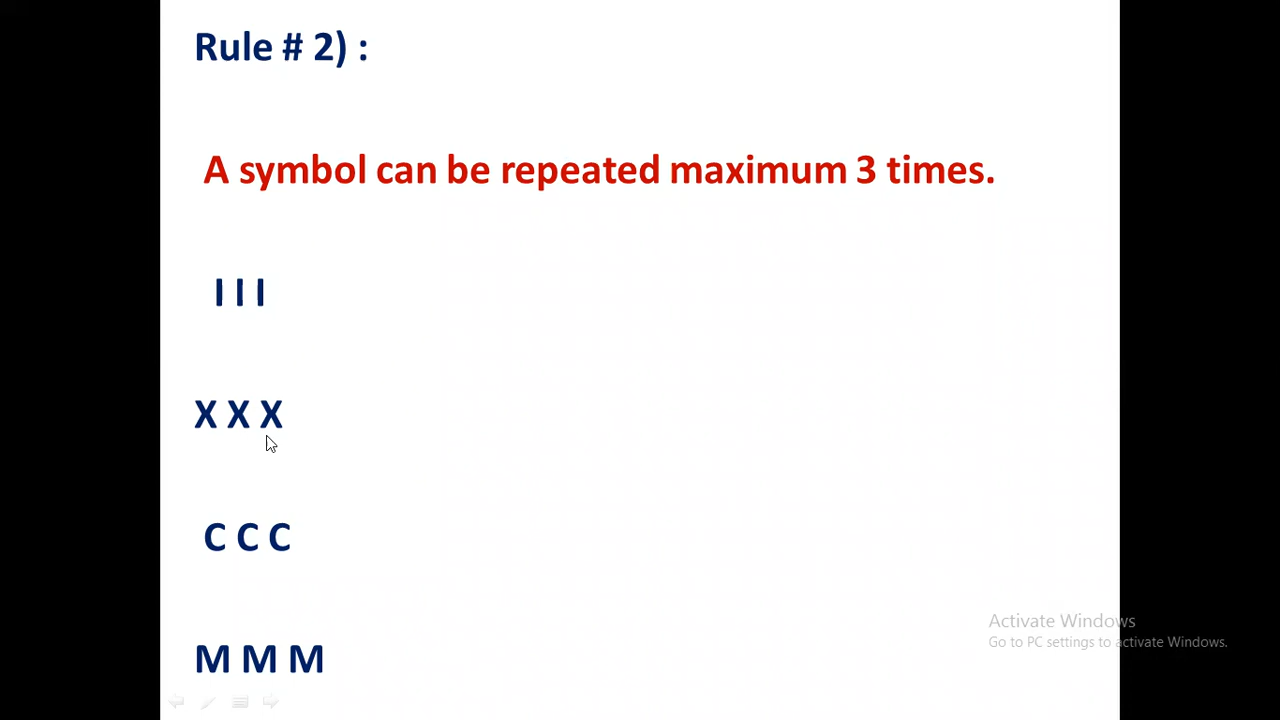 Rule # 2) :
A symbol can be repeated maximum 3 times.
I I I
X X X
C C C
M M M
Activate Windows
Go to PC settings to activate Windows.